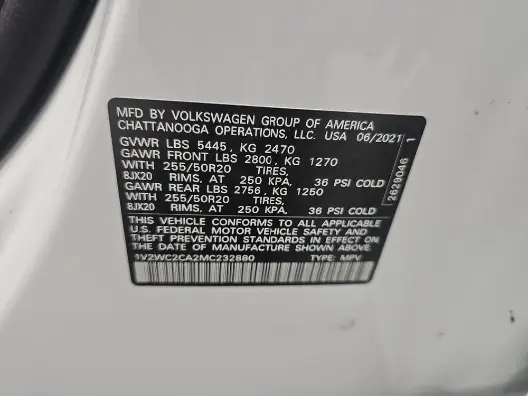 MFD BY VOLKSWAGEN GROUP OF AMERICA
CHATTANOOGA OPERATIONS, LLC. USA 06/2021
GVWR LBS 5445, KG 2470
GAWR FRONT LBS 2800, KG 1270
WITH 255/50R20 TIRES,
8JX20 RIMS, AT 250 KPA, 36 PSI COLD
GAWR REAR LBS 2756, KG 1250
WITH 255/50R20 TIRES,
8JX20 RIMS, AT 250 KPA, 36 PSI COLD
THIS VEHICLE CONFORMS TO ALL APPLICABLE
U.S. FEDERAL MOTOR VEHICLE SAFETY AND
THEFT PREVENTION STANDARDS IN EFFECT ON
THE DATE OF MANUFACTURE SHOWN ABOVE.
1V2WC2CA2MC232880 TYPE: MPV
2629046 1